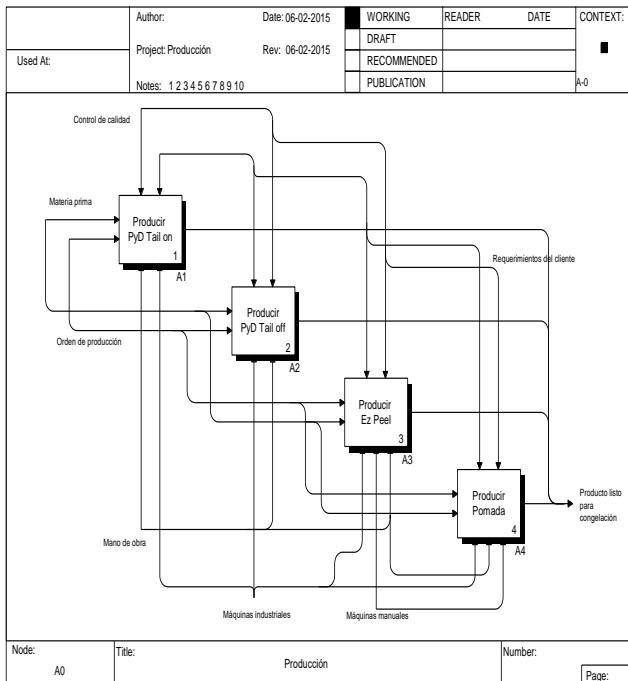 Used At:
Author:
Date: 06-02-2015
Project: Producción
Rev: 06-02-2015
Notes: 1 2 3 4 5 6 7 8 9 10
WORKING
DRAFT
RECOMMENDED
PUBLICATION
READER
DATE
CONTEXT:
A-0
Control de calidad
Materia prima
Producir
PyD Tail on
1
A1
Requerimientos del cliente
Producir
PyD Tail off
2
A2
Orden de producción
Producir
Ez Peel
3
A3
Producir
Pomada
4
A4
Producto listo
para
congelación
Mano de obra
Máquinas industriales
Máquinas manuales
Node:
A0
Title:
Producción
Number:
Page: